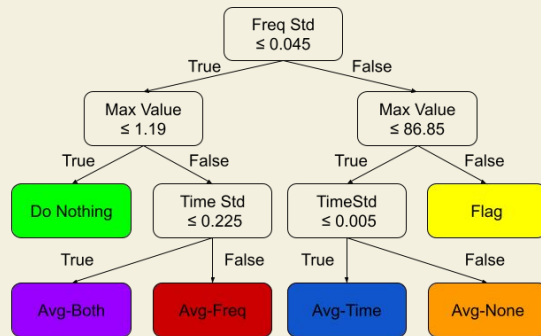 Freq Std
≤ 0.045
True
False
Max Value
≤ 1.19
Max Value
≤ 86.85
True
False
True
False
Do Nothing
Time Std
≤ 0.225
TimeStd
≤ 0.005
Flag
True
False
True
False
Avg-Both
Avg-Freq
Avg-Time
Avg-None